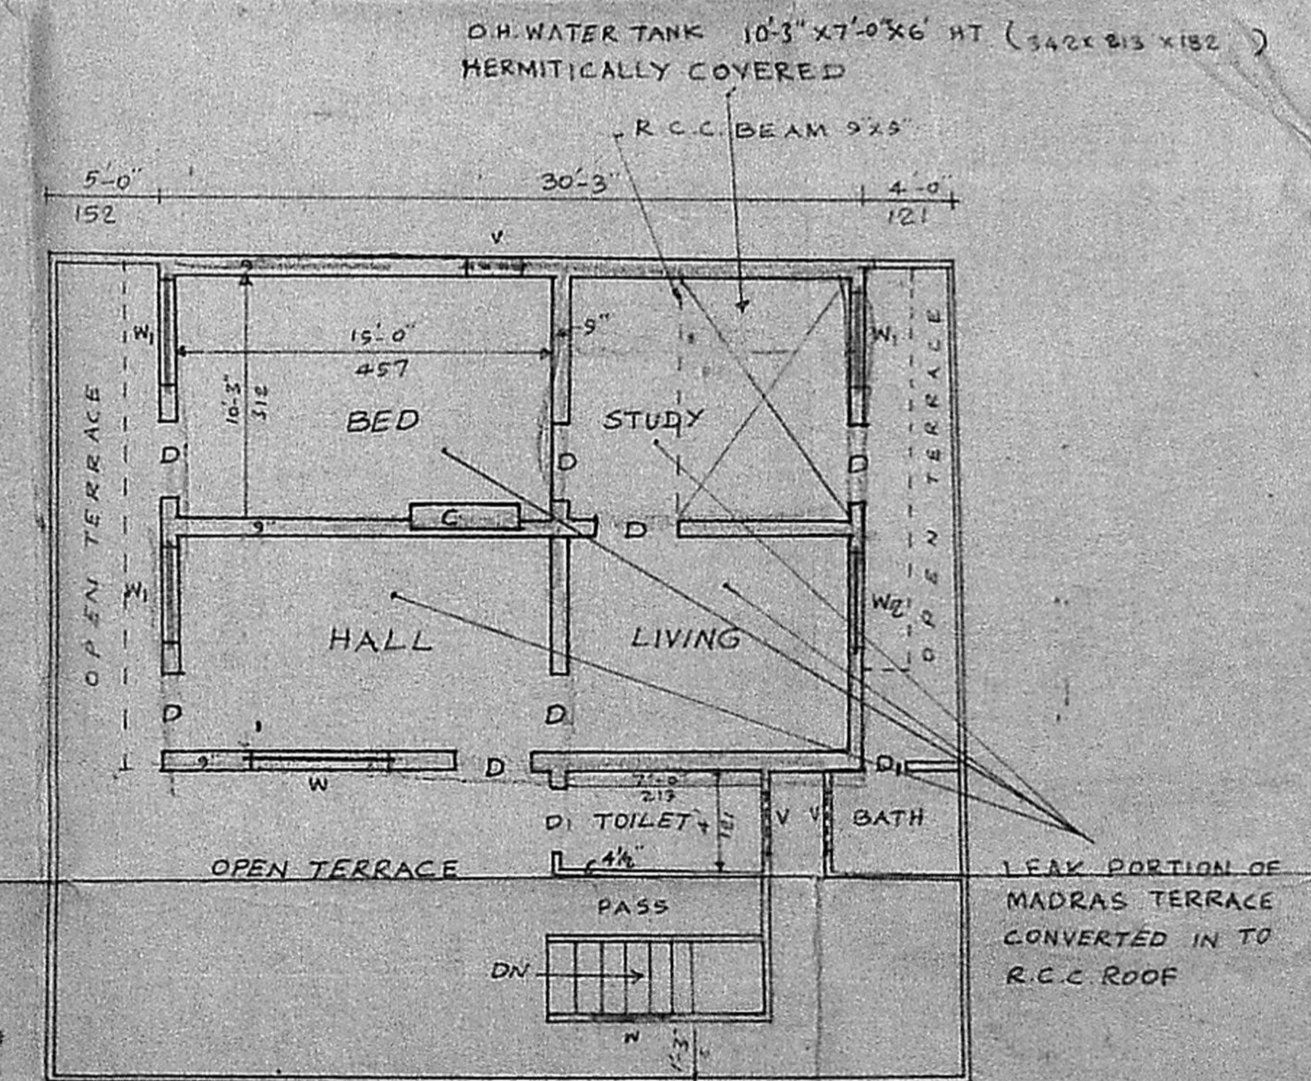 O.H. WATER TANK 10'-3" X 7'-0" X 6' HT (342 X 213 X 182)
HERMITICALLY COVERED
R.C.C. BEAM 9" X 9"
5'-0" 30'-3" 4'-0"
152 121
V
W1 15'-0" 9" W1
457
10'-3"
312
BED STUDY
OPEN TERRACE
OPEN TERRACE
D D D
C
9" D
W1 W2
HALL LIVING
D D
9" D D1
W
7'-0"
213
D1 TOILET 4' 121 V V BATH
4½"
OPEN TERRACE
PASS
DN
W
LEAK PORTION OF
MADRAS TERRACE
CONVERTED IN TO
R.C.C ROOF